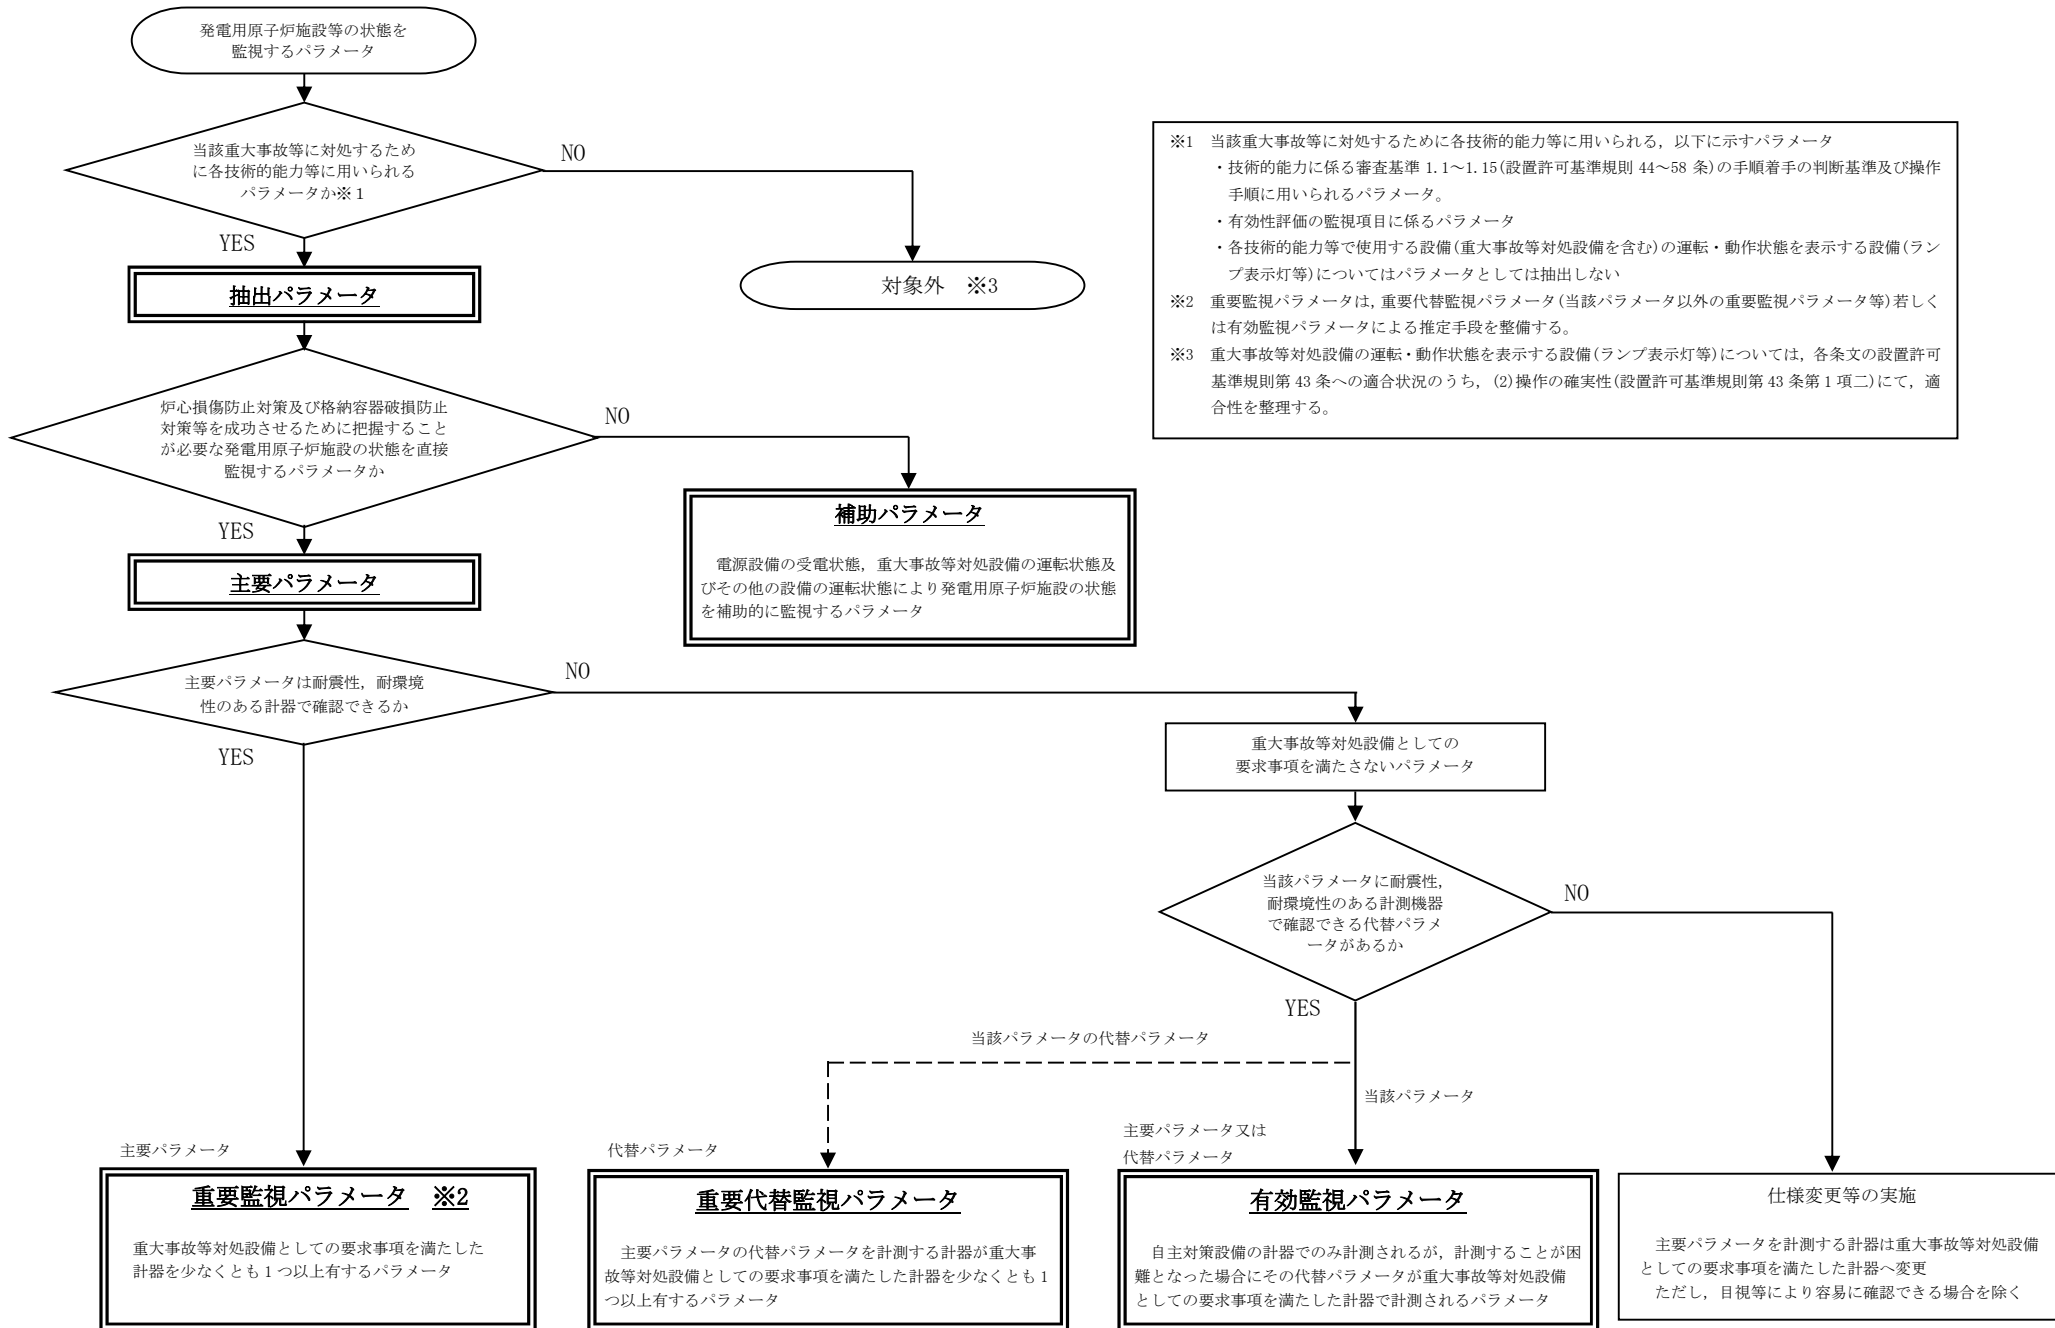 発電用原子炉施設等の状態を
監視するパラメータ
当該重大事故等に対処するため
に各技術的能力等に用いられる
パラメータか※1
NO
YES
対象外　※3
抽出パラメータ
※1　当該重大事故等に対処するために各技術的能力等に用いられる，以下に示すパラメータ
・技術的能力に係る審査基準 1.1～1.15(設置許可基準規則 44～58 条)の手順着手の判断基準及び操作
手順に用いられるパラメータ。
・有効性評価の監視項目に係るパラメータ
・各技術的能力等で使用する設備(重大事故等対処設備を含む)の運転・動作状態を表示する設備(ラン
プ表示灯等)についてはパラメータとしては抽出しない
※2　重要監視パラメータは，重要代替監視パラメータ(当該パラメータ以外の重要監視パラメータ等)若しく
は有効監視パラメータによる推定手段を整備する。
※3　重大事故等対処設備の運転・動作状態を表示する設備(ランプ表示灯等)については，各条文の設置許可
基準規則第 43 条への適合状況のうち，(2)操作の確実性(設置許可基準規則第 43 条第 1 項二)にて，適
合性を整理する。
炉心損傷防止対策及び格納容器破損防止
対策等を成功させるために把握すること
が必要な発電用原子炉施設の状態を直接
監視するパラメータか
NO
YES
補助パラメータ
電源設備の受電状態，重大事故等対処設備の運転状態及
びその他の設備の運転状態により発電用原子炉施設の状態
を補助的に監視するパラメータ
主要パラメータ
主要パラメータは耐震性，耐環境
性のある計器で確認できるか
NO
YES
重大事故等対処設備としての
要求事項を満たさないパラメータ
当該パラメータに耐震性，
耐環境性のある計測機器
で確認できる代替パラメ
ータがあるか
NO
YES
当該パラメータの代替パラメータ
当該パラメータ
主要パラメータ
代替パラメータ
主要パラメータ又は
代替パラメータ
重要監視パラメータ　※2
重大事故等対処設備としての要求事項を満たした
計器を少なくとも 1 つ以上有するパラメータ
重要代替監視パラメータ
主要パラメータの代替パラメータを計測する計器が重大事
故等対処設備としての要求事項を満たした計器を少なくとも 1
つ以上有するパラメータ
有効監視パラメータ
自主対策設備の計器でのみ計測されるが，計測することが困
難となった場合にその代替パラメータが重大事故等対処設備
としての要求事項を満たした計器で計測されるパラメータ
仕様変更等の実施
主要パラメータを計測する計器は重大事故等対処設備
としての要求事項を満たした計器へ変更
ただし，目視等により容易に確認できる場合を除く